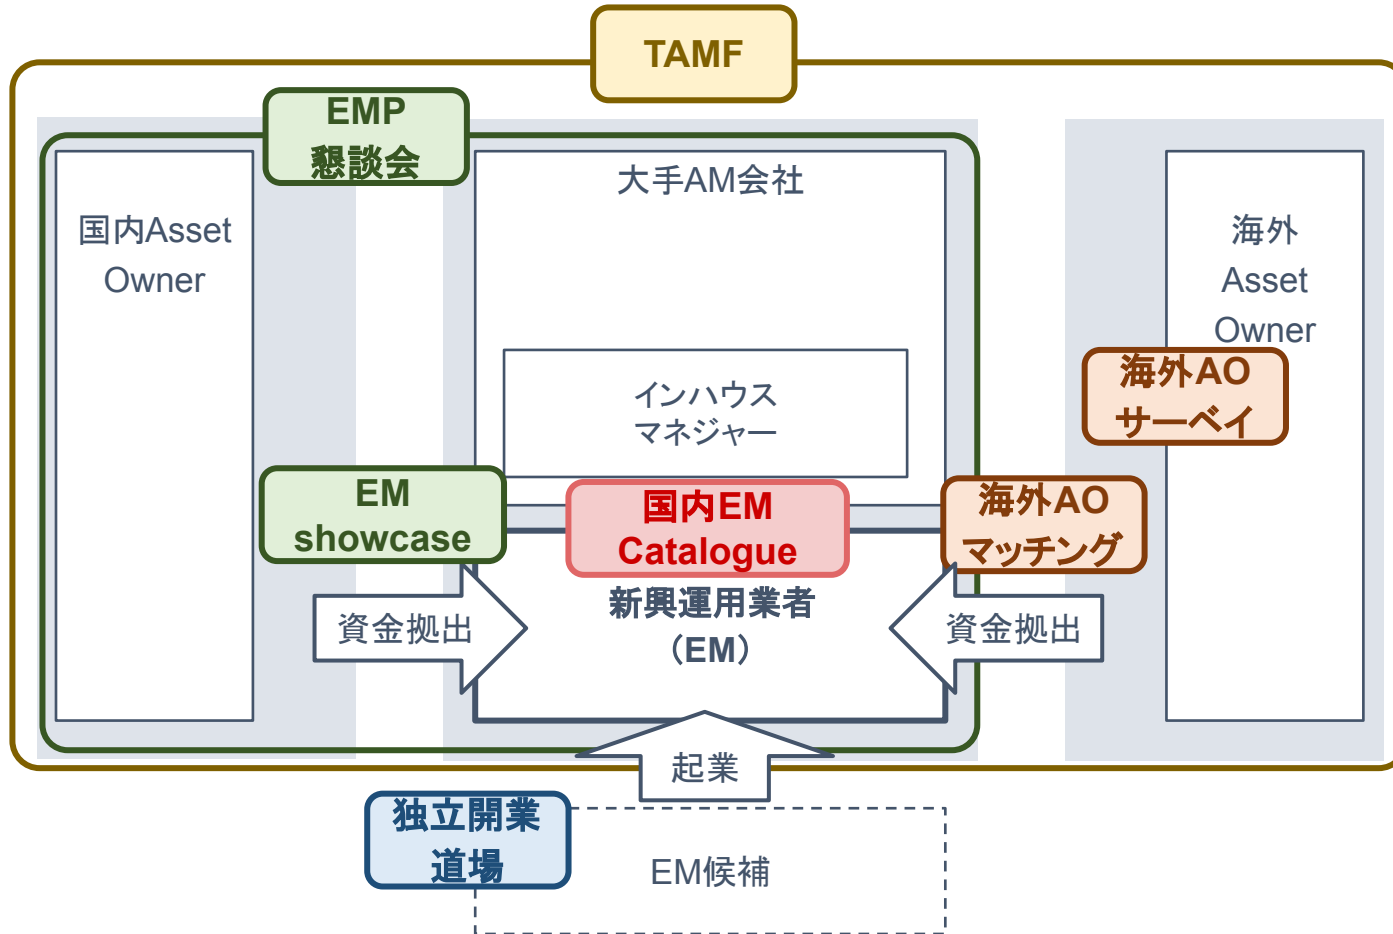 TAMF
EMP
懇談会
国内Asset
Owner
大手AM会社
海外
Asset
Owner
インハウス
マネジャー
海外AO
サーベイ
EM
showcase
国内EM
Catalogue
海外AO
マッチング
資金拠出
新興運用業者
（EM）
資金拠出
起業
独立開業
道場
EM候補